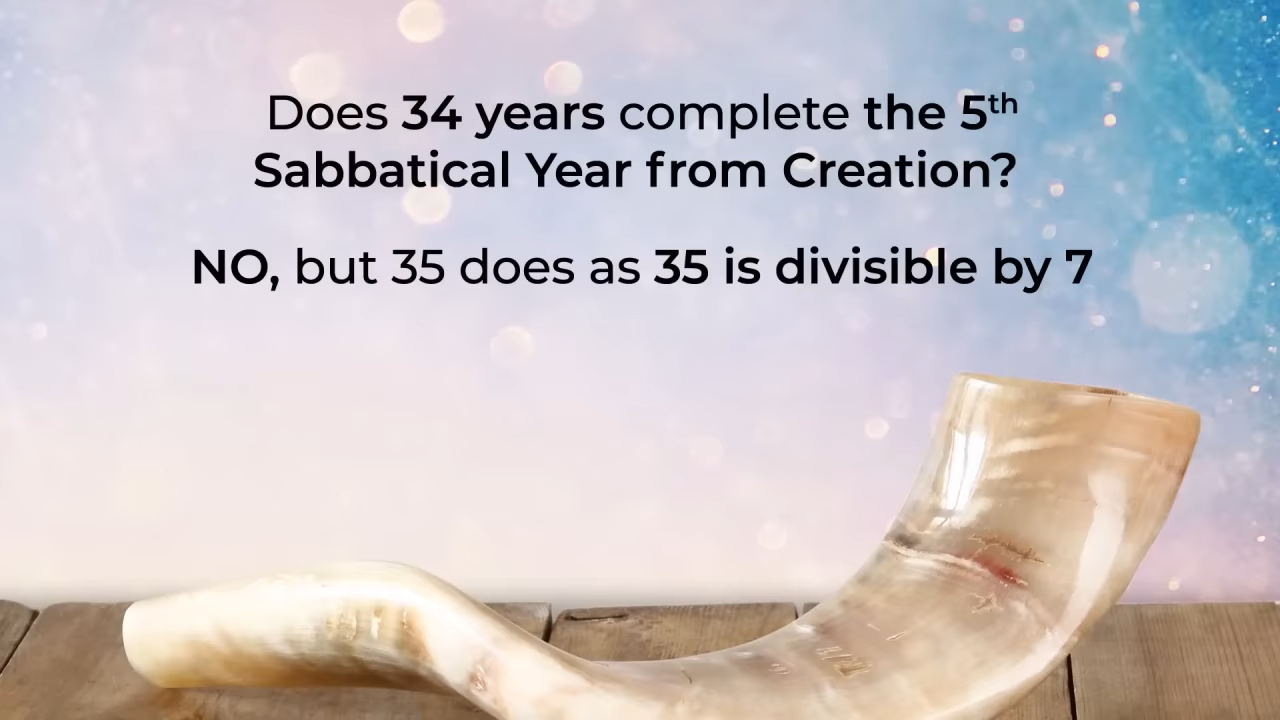 Does 34 years complete the 5th
Sabbatical Year from Creation?
NO, but 35 does as 35 is divisible by 7